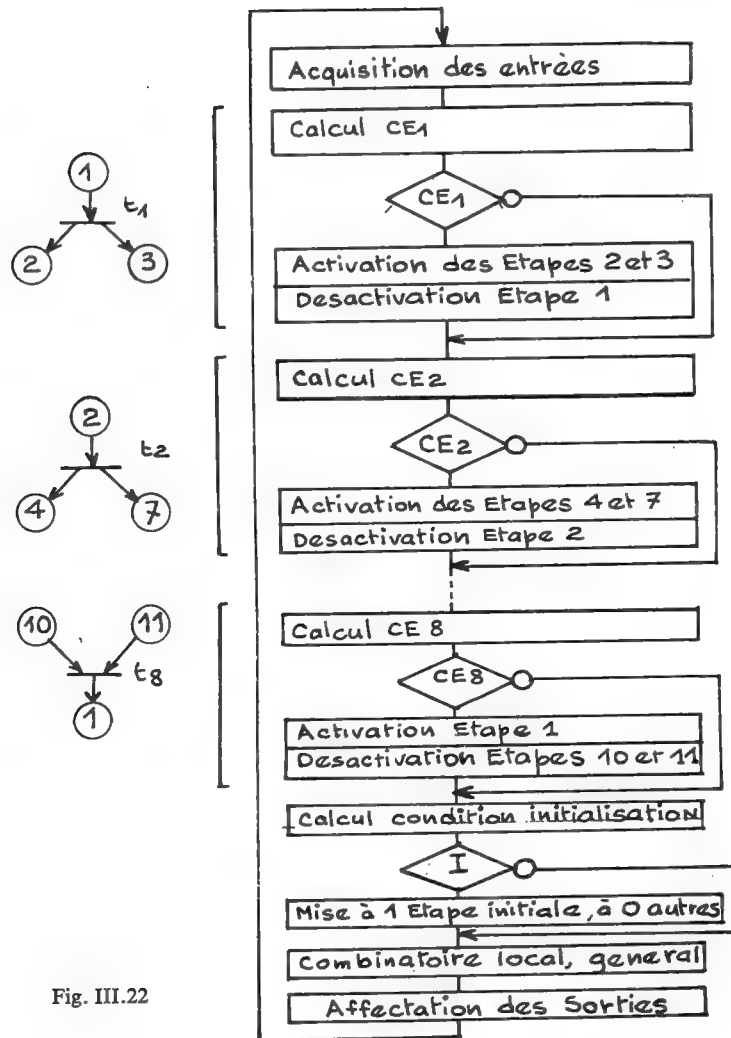 Acquisition des entrées
Calcul CE1
CE1
1
t1
2
3
Activation des Etapes 2 et 3
Desactivation Etape 1
Calcul CE2
CE2
2
t2
4
7
Activation des Etapes 4 et 7
Desactivation Etape 2
Calcul CE 8
CE8
10
11
t8
1
Activation Etape 1
Desactivation Etapes 10 et 11
Calcul condition initialisation
I
Mise à 1 Etape initiale, à 0 autres
Combinatoire local, general
Affectation des Sorties
Fig. III.22